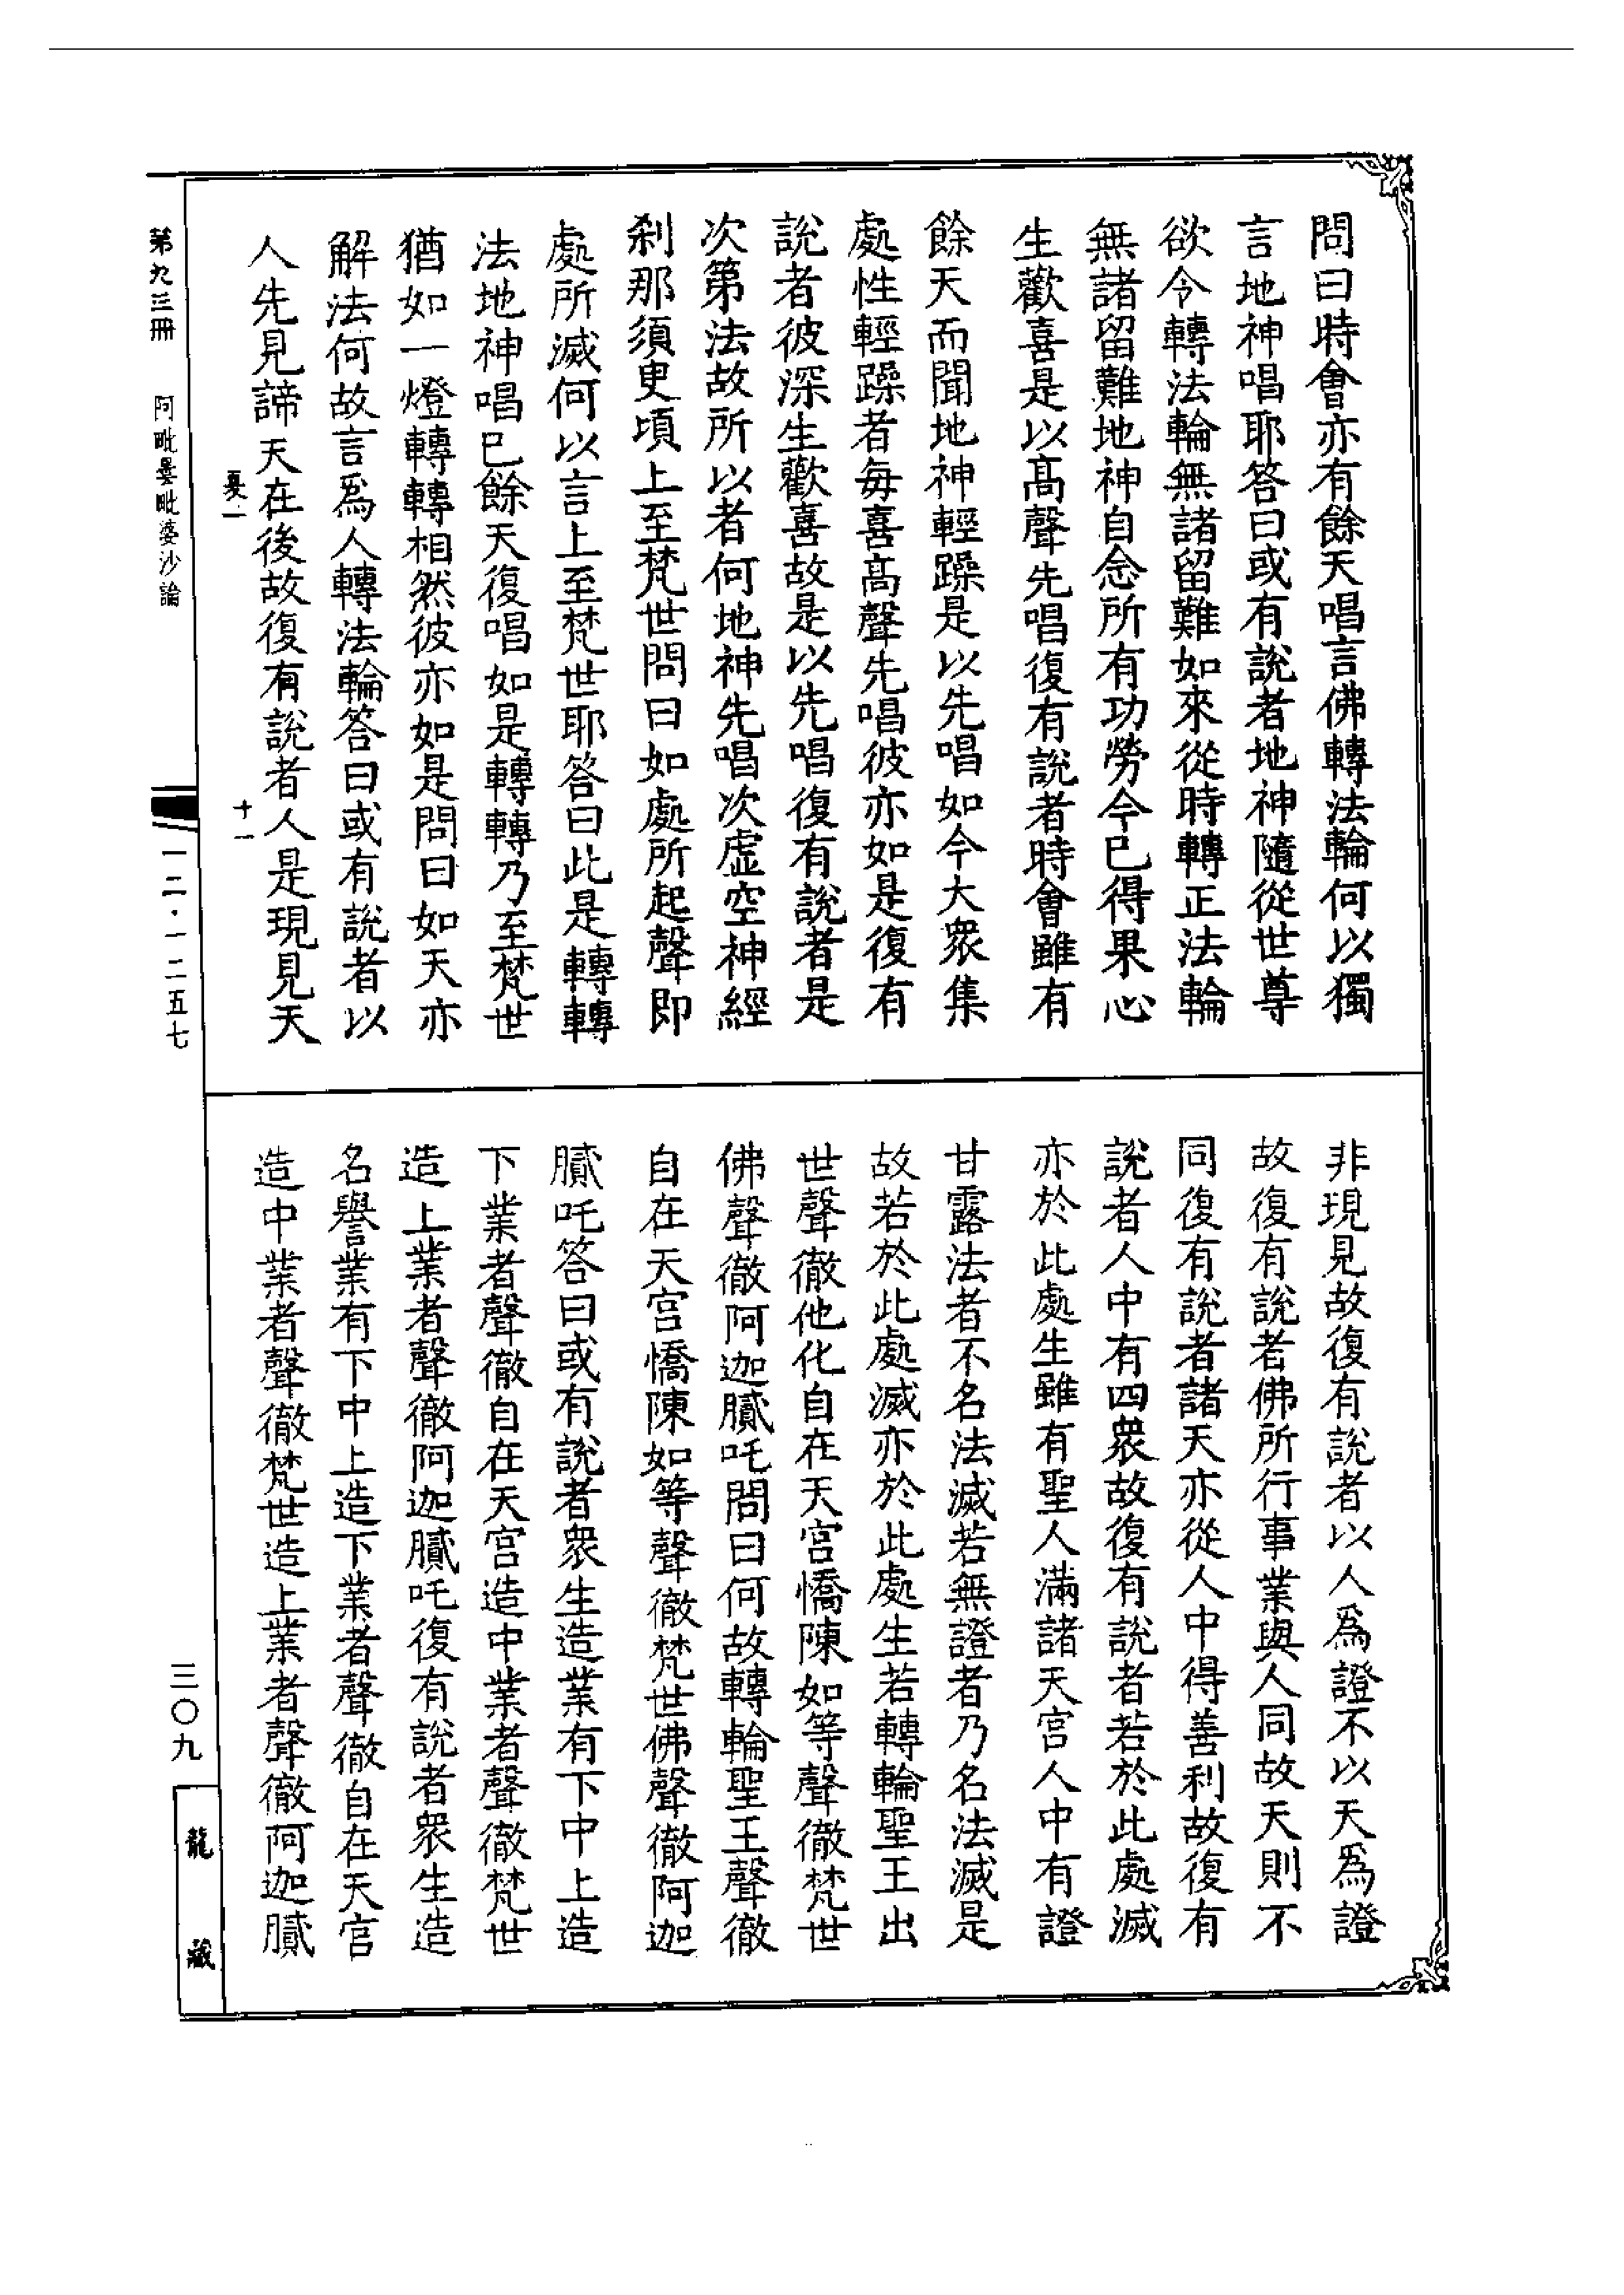 問曰時會亦有餘天唱言佛轉法輪何以獨
言地神唱耶答曰或有說者地神隨從世尊
欲令轉法輪無諸留難如來從時轉正法輪
無諸留難地神自念所有功勞今已得果心
生歡喜是以髙聲先唱復有說者時會雖有
餘天而聞地神輕躁是以先唱如今大衆集
處性輕躁者每喜髙聲先唱彼亦如是復有
說者彼深生歡喜故是以先唱復有說者是
次第法故所以者何地神先唱次虛空神經
刹那須臾頃上至梵世問曰如處所起聲即
處所滅何以言上至梵世耶答曰此是轉轉
法地神唱已餘天復唱如是轉轉乃至梵世
猶如一燈轉轉相然彼亦如是問曰如天亦
解法何故言爲人轉法輪答曰或有說者以
人先見諦天在後故復有說者人是現見天
非現見故復有說者以人爲證不以天爲證
故復有說若佛所行事業與人同故天則不
同復有說者諸天亦從人中得善利故復有
說者人中有四衆故復有說者若於此處滅
亦於此處生雖有聖人滿諸天宫人中有證
甘露法者不名法滅若無證者乃名法滅是
故若於此處滅亦於此處生若轉輪聖王出
世聲徹他化自在天宫憍陳如等聲徹梵世
佛聲徹阿迦膩吒問曰何故轉輪聖王聲徹
自在天宫憍陳如等聲徹梵世佛聲徹阿迦
膩吒答曰或有說者衆生造業有下中上造
下業者聲徹自在天宫造中業者聲徹梵世
造上業者聲徹阿迦膩吒復有說者衆生造
名譽業有下中上造下業者聲徹自在天宫
造中業者聲徹梵世造上業者聲徹阿迦膩
十一
第九三冊
阿毗曇毗婆沙論
一二·一二五七
三〇九
龍藏